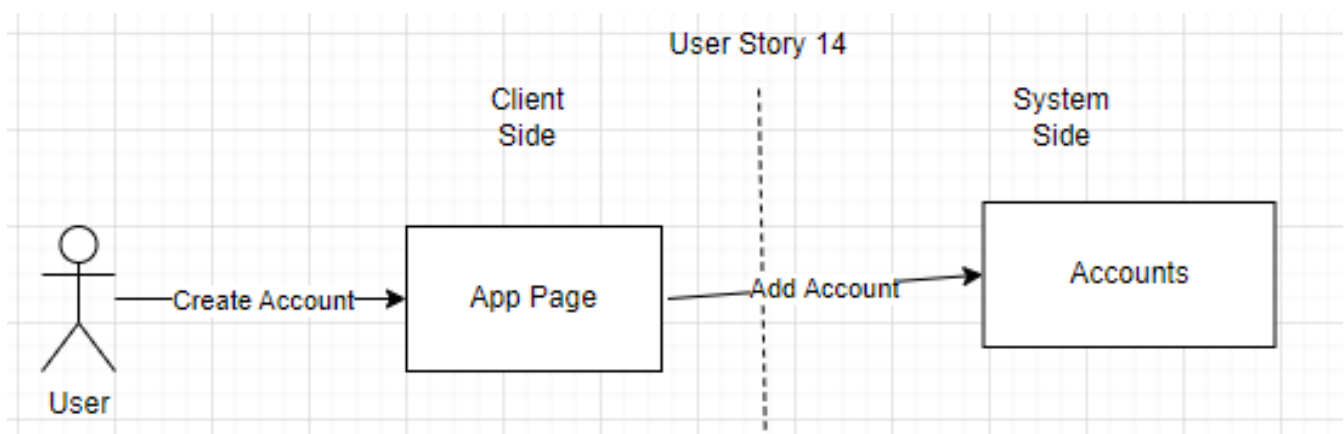 User Story 14
Client
Side
System
Side
Create Account
App Page
Add Account
Accounts
User